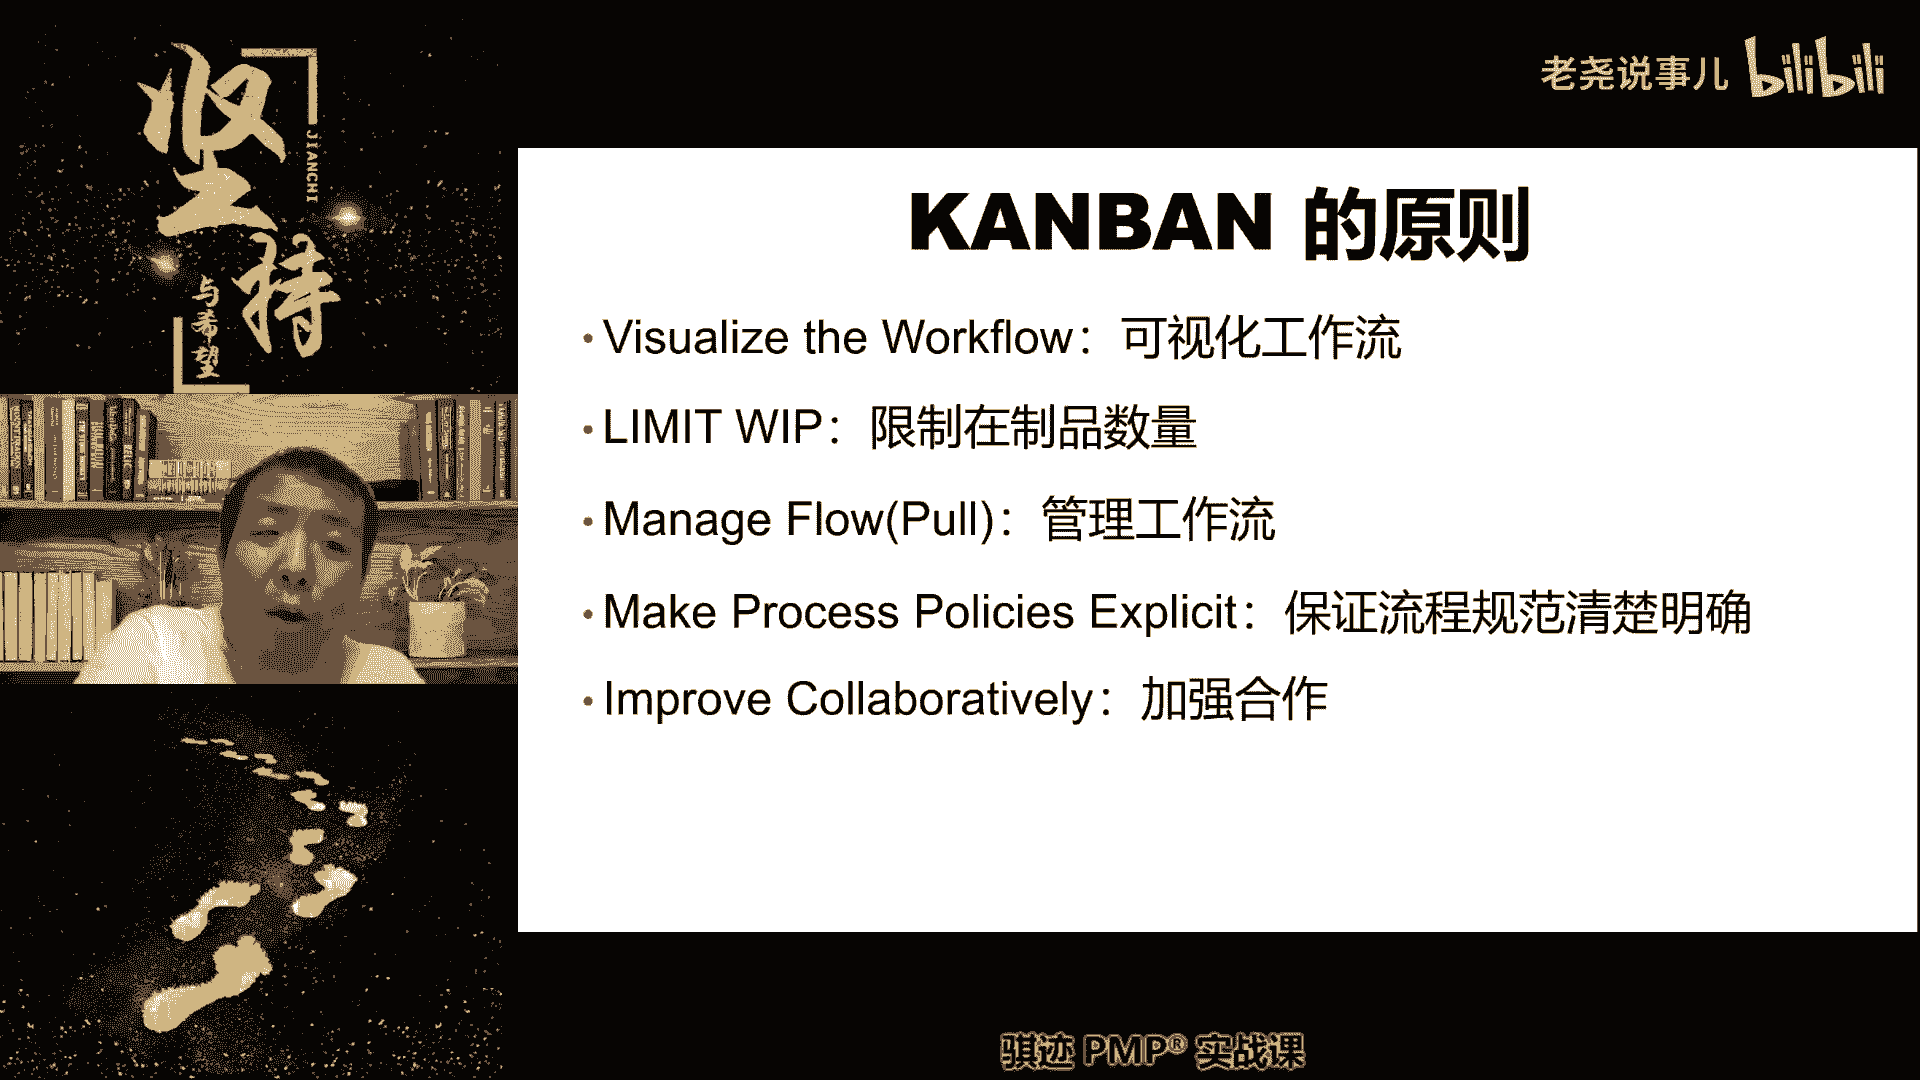 坚持
JIANCHI
与希望
老尧说事儿 bilibili
KANBAN 的原则
• Visualize the Workflow：可视化工作流
• LIMIT WIP：限制在制品数量
• Manage Flow(Pull)：管理工作流
• Make Process Policies Explicit：保证流程规范清楚明确
• Improve Collaboratively：加强合作
骐迹 PMP® 实战课